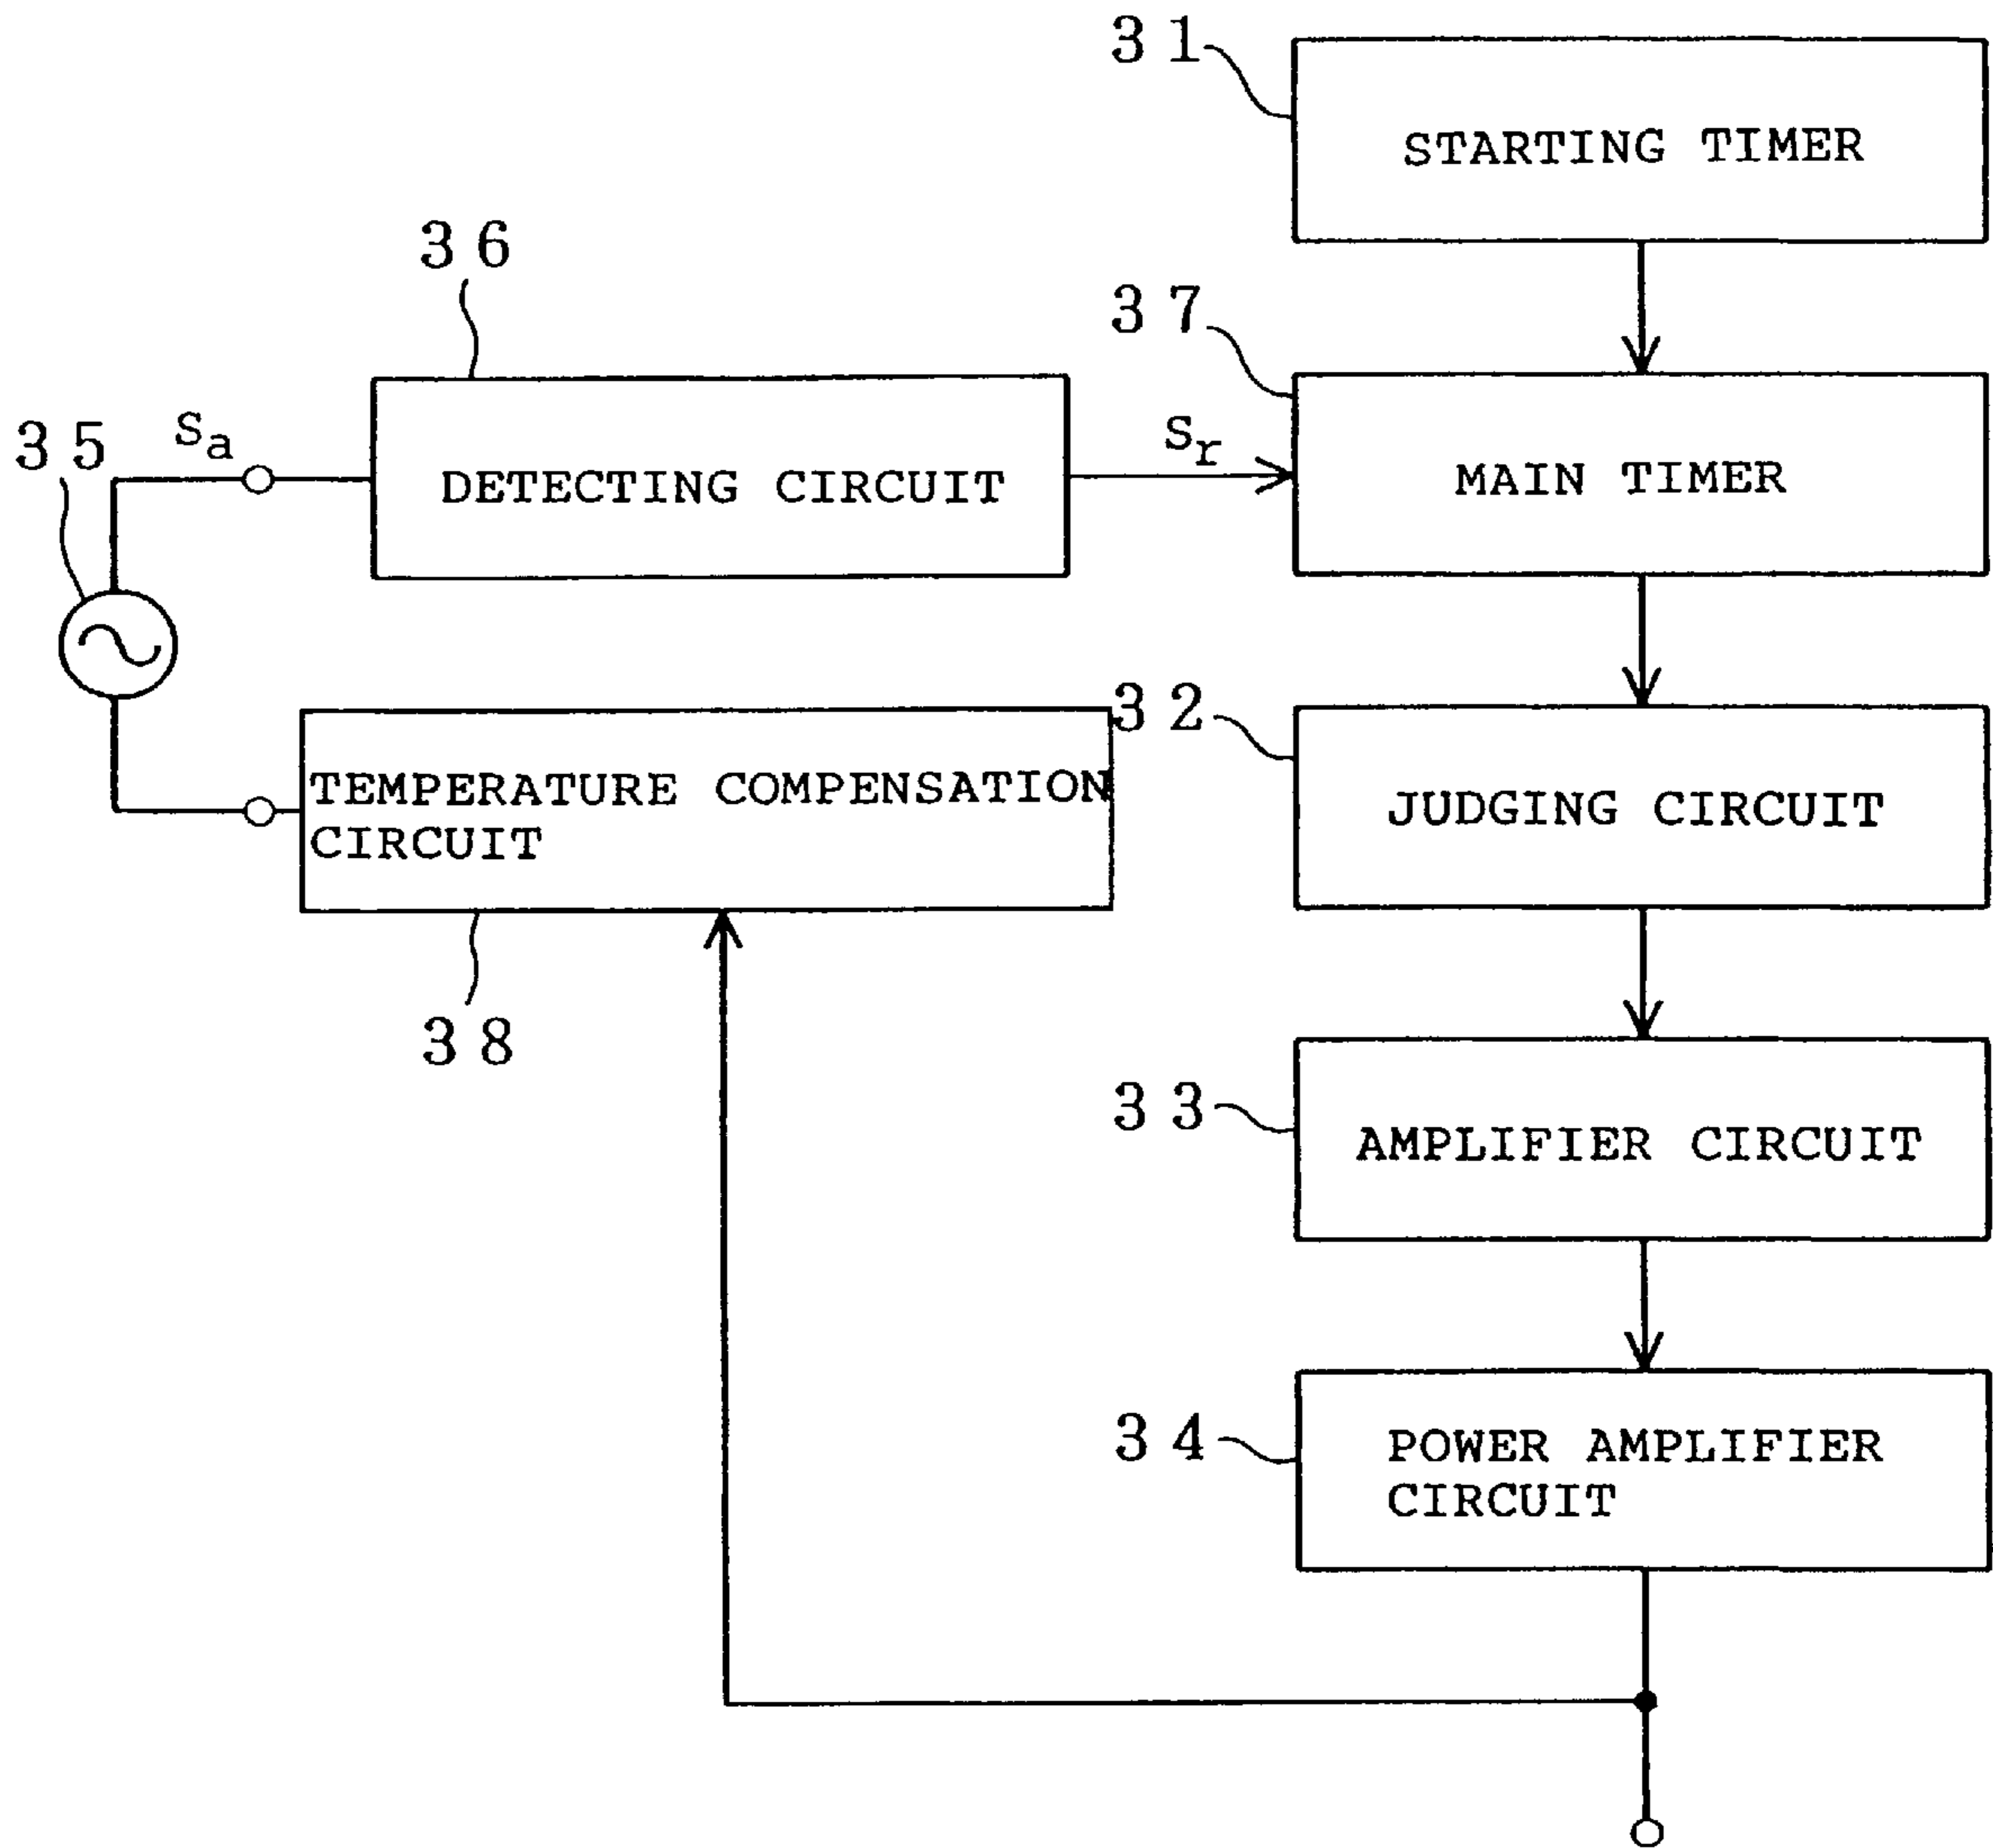 31
STARTING TIMER
36
37
35
Sa
DETECTING CIRCUIT
Sr
MAIN TIMER
32
TEMPERATURE COMPENSATION
CIRCUIT
JUDGING CIRCUIT
38
33
AMPLIFIER CIRCUIT
34
POWER AMPLIFIER
CIRCUIT